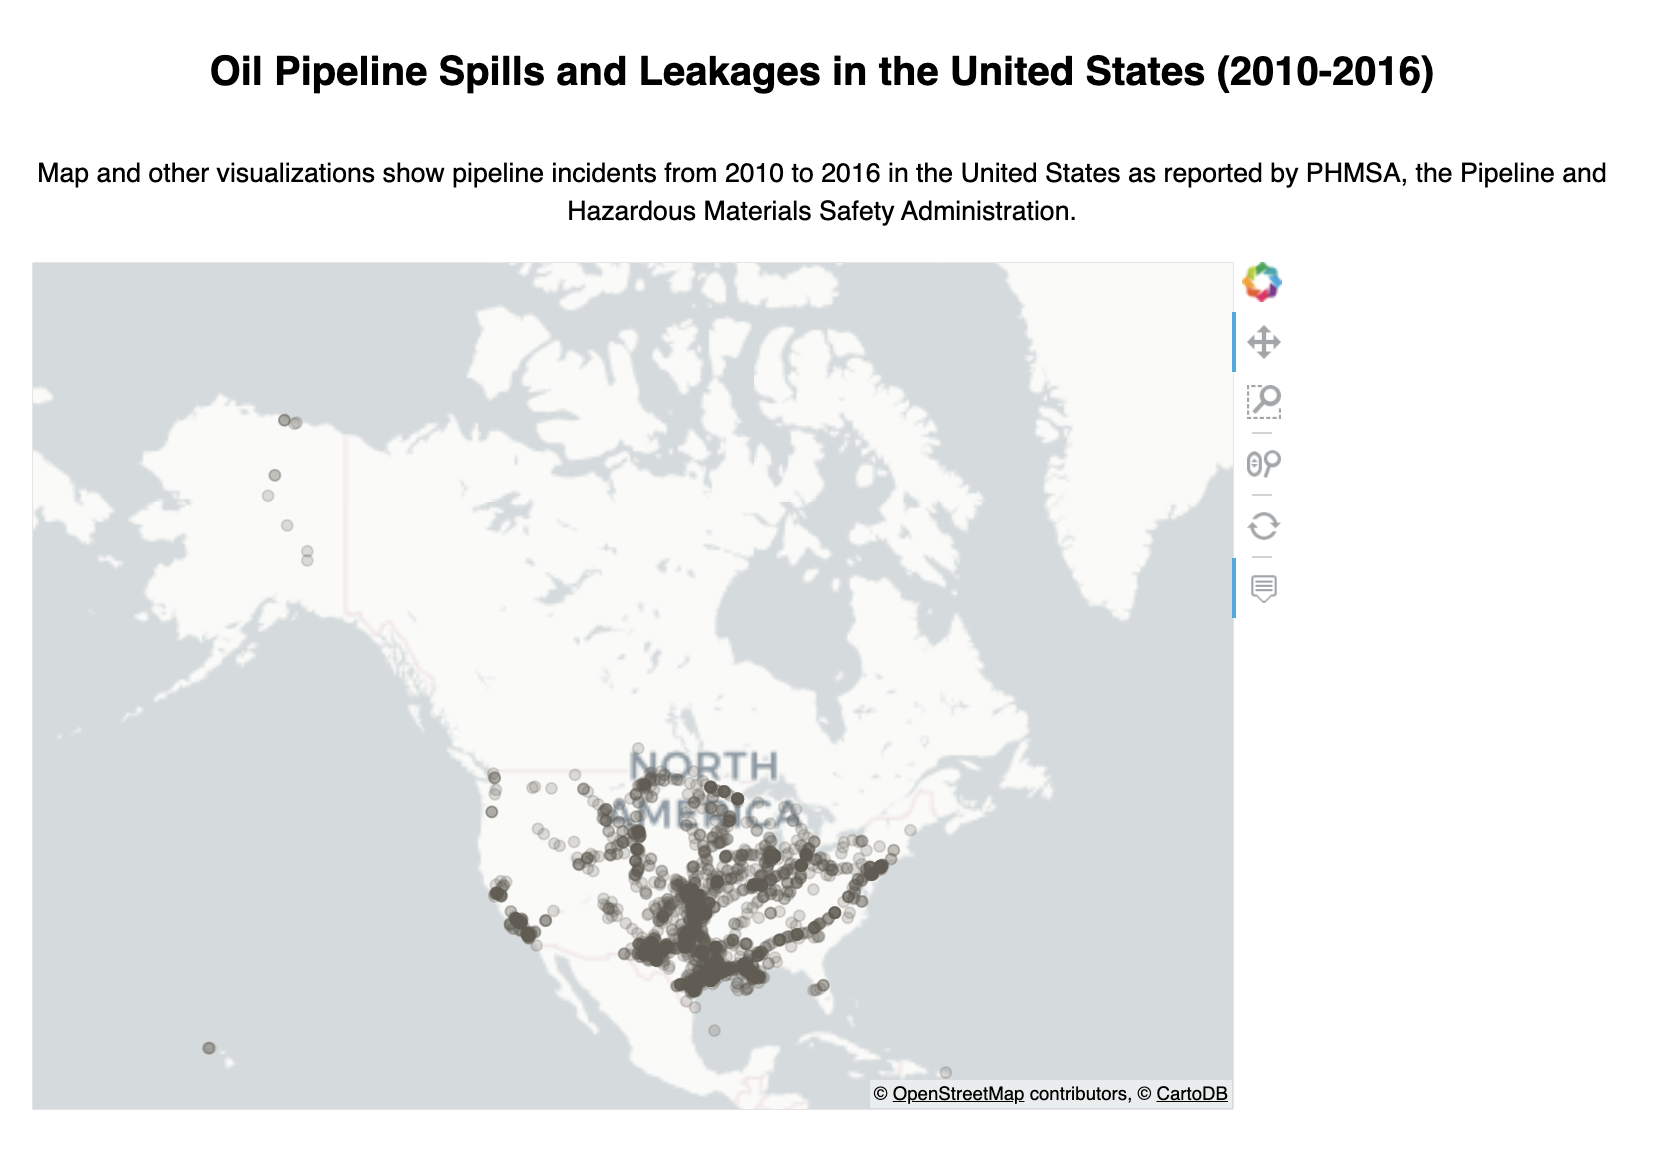 Oil Pipeline Spills and Leakages in the United States (2010-2016)
Map and other visualizations show pipeline incidents from 2010 to 2016 in the United States as reported by PHMSA, the Pipeline and
Hazardous Materials Safety Administration.
NORTH
AMERICA
© OpenStreetMap contributors, © CartoDB